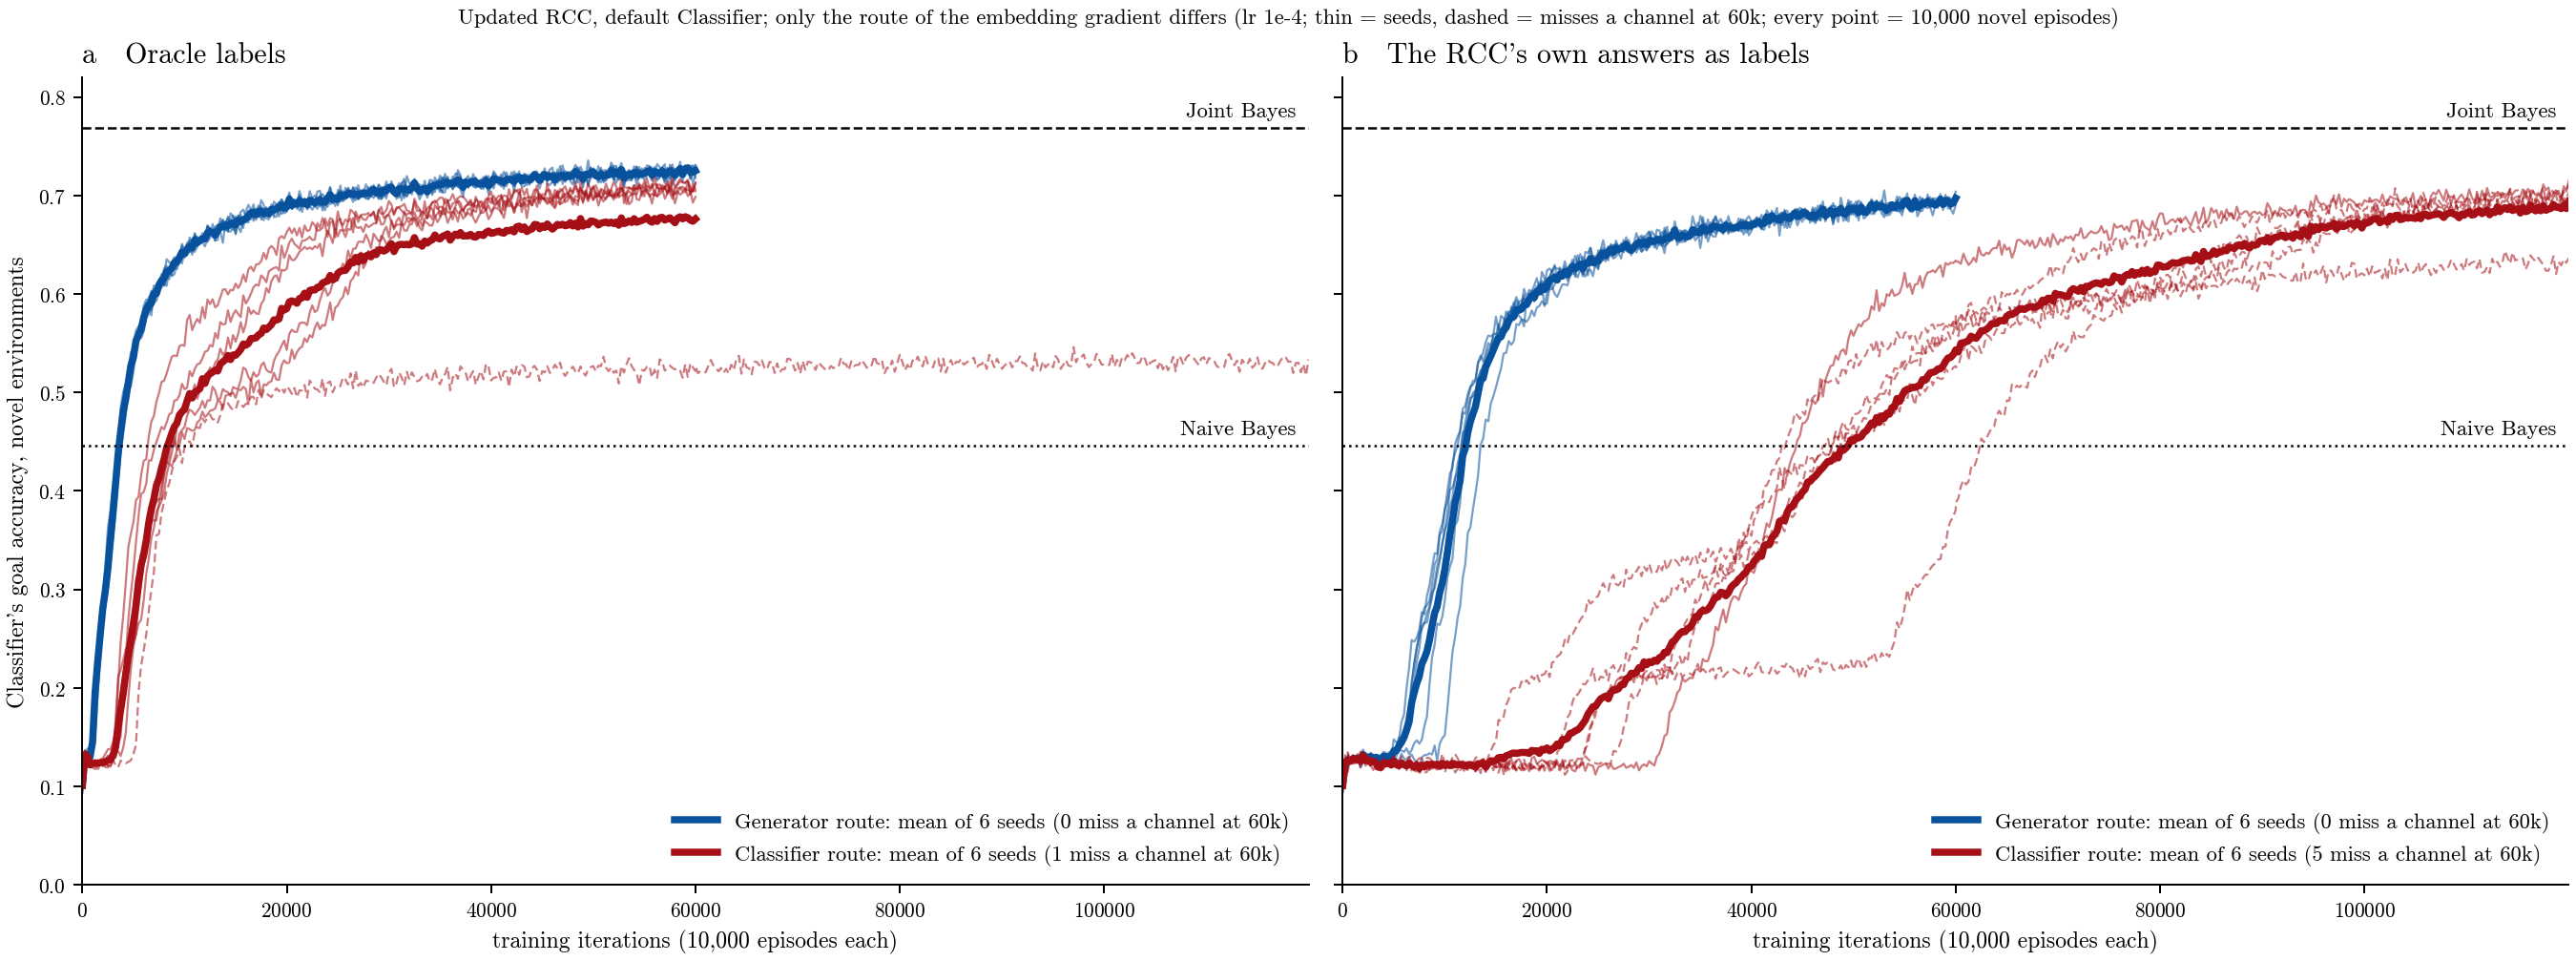 Updated RCC, default Classifier; only the route of the embedding gradient differs (lr 1e-4; thin = seeds, dashed = misses a channel at 60k; every point = 10,000 novel episodes)
a Oracle labels
Classifier's goal accuracy, novel environments
0.8
0.7
0.6
0.5
0.4
0.3
0.2
0.1
0.0
Joint Bayes
Naive Bayes
Generator route: mean of 6 seeds (0 miss a channel at 60k)
Classifier route: mean of 6 seeds (1 miss a channel at 60k)
0 20000 40000 60000 80000 100000
training iterations (10,000 episodes each)
b The RCC's own answers as labels
Joint Bayes
Naive Bayes
Generator route: mean of 6 seeds (0 miss a channel at 60k)
Classifier route: mean of 6 seeds (5 miss a channel at 60k)
0 20000 40000 60000 80000 100000
training iterations (10,000 episodes each)